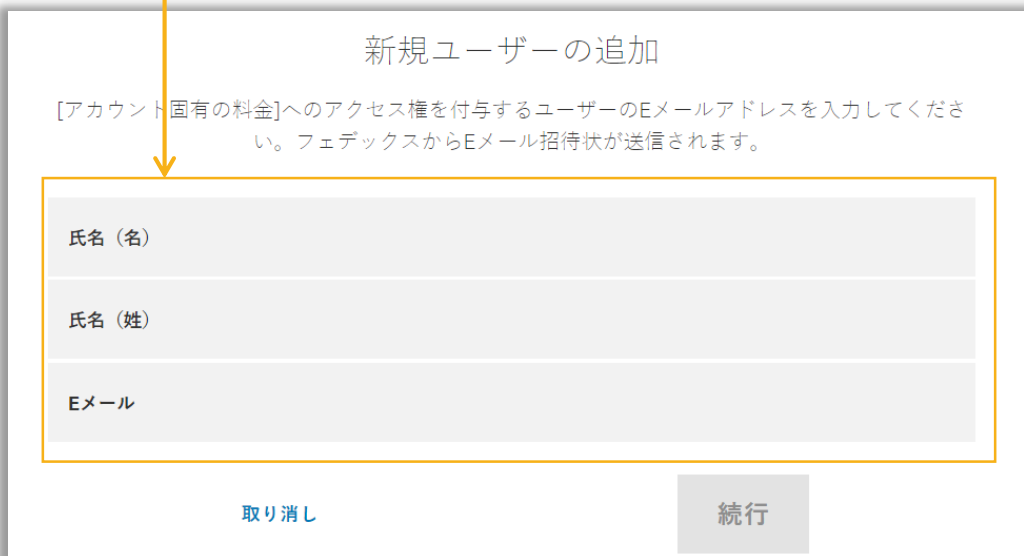 新規ユーザーの追加
[アカウント固有の料金]へのアクセス権を付与するユーザーのEメールアドレスを入力してくださ
い。フェデックスからEメール招待状が送信されます。
氏名（名）
氏名（姓）
Eメール
取り消し
続行